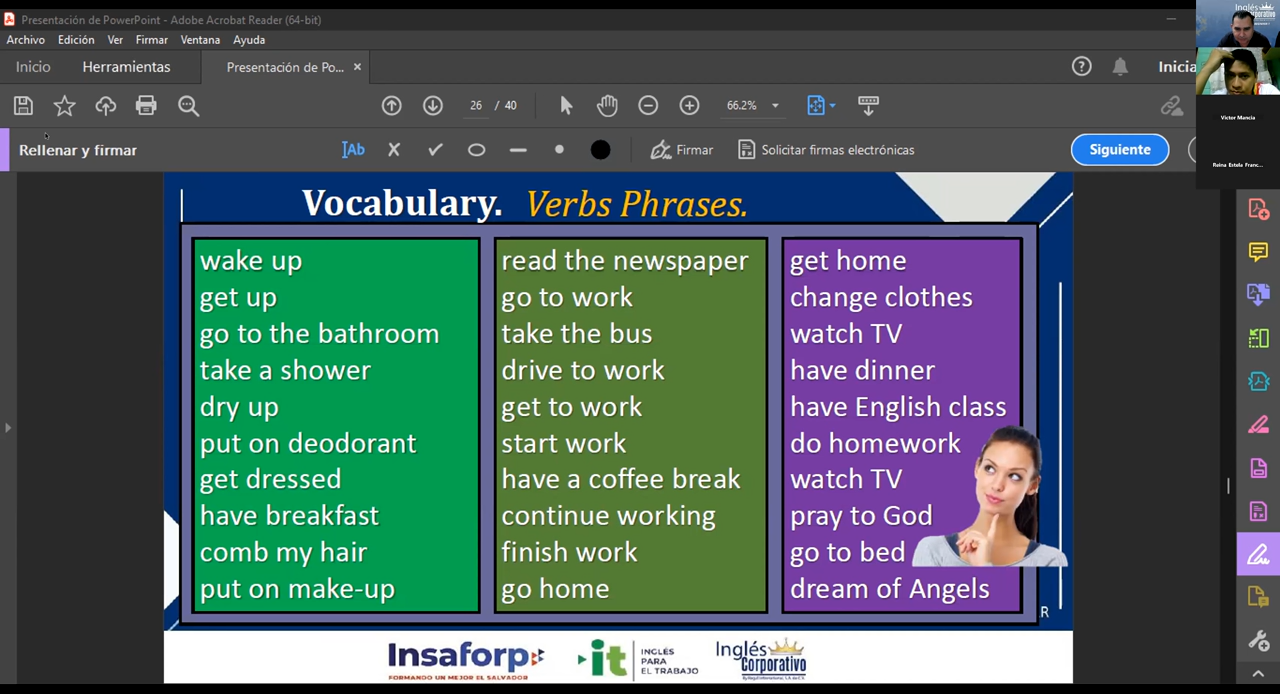 Presentación de PowerPoint - Adobe Acrobat Reader (64-bit)
Archivo Edición Ver Firmar Ventana Ayuda
Inicio Herramientas Presentación de Po... ×
Inicia
26 / 40 66.2%
Rellenar y firmar Ab Firmar Solicitar firmas electrónicas Siguiente
Victor Mancia
Reina Estela Franc...
Vocabulary. Verbs Phrases.
wake up
get up
go to the bathroom
take a shower
dry up
put on deodorant
get dressed
have breakfast
comb my hair
put on make-up
read the newspaper
go to work
take the bus
drive to work
get to work
start work
have a coffee break
continue working
finish work
go home
get home
change clothes
watch TV
have dinner
have English class
do homework
watch TV
pray to God
go to bed
dream of Angels
R
Insaforp
FORMANDO UN MEJOR EL SALVADOR
it
INGLÉS
PARA
EL TRABAJO
Inglés
Corporativo